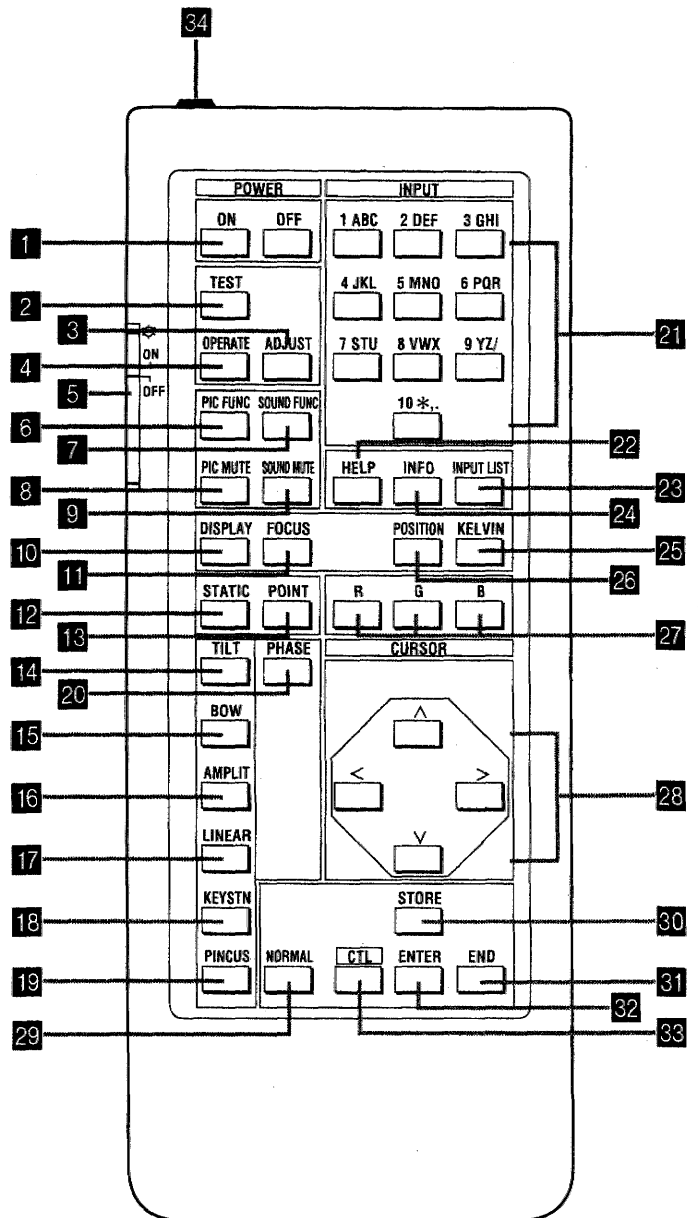 34
POWER INPUT
ON OFF 1 ABC 2 DEF 3 GHI
1
TEST 4 JKL 5 MNO 6 PQR
2
3
ON
OPERATE ADJUST 7 STU 8 VWX 9 YZ/
21
4
5
OFF
PIC FUNC SOUND FUNC 10 *,.
6
7
22
PIC MUTE SOUND MUTE HELP INFO INPUT LIST
8
23
9
24
DISPLAY FOCUS POSITION KELVIN
10
25
11
26
STATIC POINT R G B
12
27
13
TILT PHASE CURSOR
14
20
BOW ^
15
AMPLIT < >
16
28
LINEAR v
17
KEYSTN STORE
18
30
PINCUS NORMAL CTL ENTER END
19
31
32
29
33